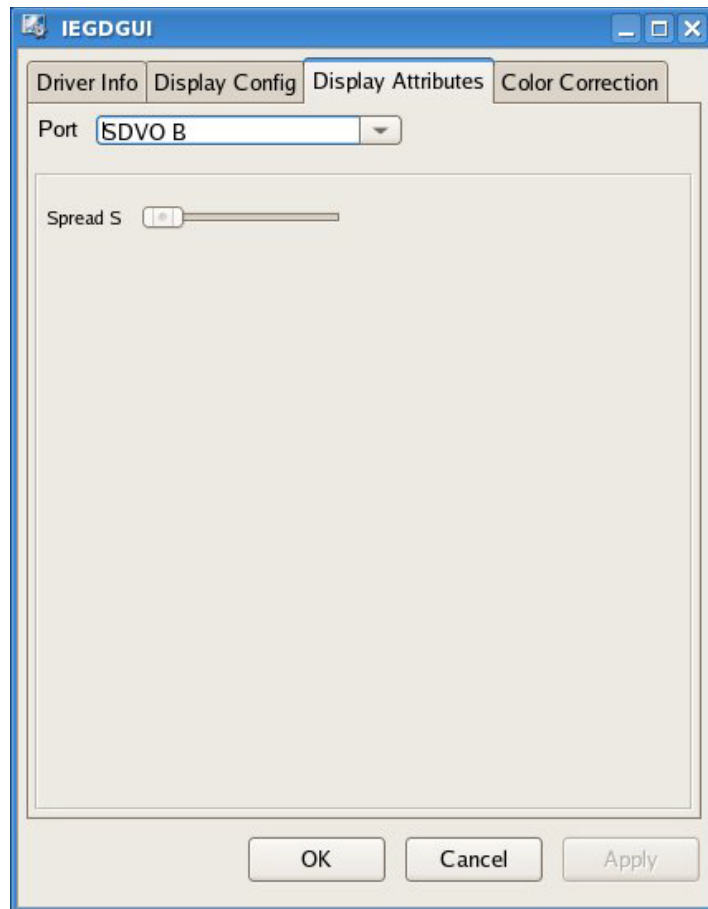 IEGDGUI
Driver Info Display Config Display Attributes Color Correction
Port SDVO B
Spread S
OK Cancel Apply